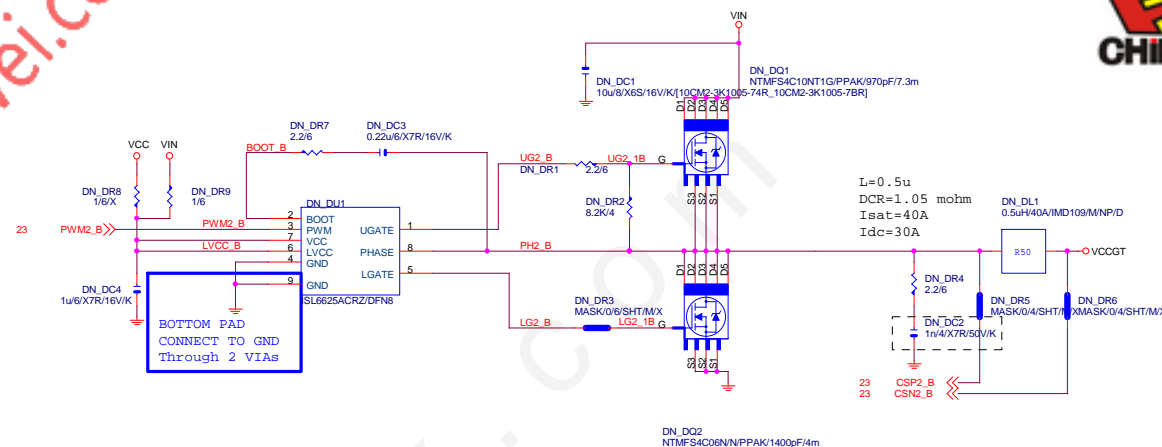 VIN
DN_DQ1
NTMFS4C10NT1G/PPAK/970pF/7.3m
DN_DC1
10u/8/X6S/16V/K/[10CM2-3K1005-74R_10CM2-3K1005-7BR]
D1
D2
D3
D4
D5
G
S3
S2
S1
VCC
VIN
DN_DR7
2.2/6
DN_DC3
0.22u/6/X7R/16V/K
BOOT_B
DN_DR8
1/6/X
DN_DR9
1/6
UG2_B
DN_DR1
2.2/6
UG2_1B
DN_DR2
8.2K/4
23
PWM2_B
PWM2_B
LVCC_B
DN_DU1
2
BOOT
3
PWM
7
VCC
6
LVCC
4
GND
9
GND
UGATE
1
PHASE
8
LGATE
5
SL6625ACRZ/DFN8
PH2_B
L=0.5u
DCR=1.05 mohm
Isat=40A
Idc=30A
DN_DL1
0.5uH/40A/IMD109/M/NP/D
R50
VCCGT
DN_DC4
1u/6/X7R/16V/K
BOTTOM PAD
CONNECT TO GND
Through 2 VIAs
LG2_B
DN_DR3
MASK/0/6/SHT/M/X
LG2_1B
D1
D2
D3
D4
D5
G
S3
S2
S1
DN_DR4
2.2/6
DN_DC2
1n/4/X7R/50V/K
DN_DR5
MASK/0/4/SHT/M/X
DN_DR6
MASK/0/4/SHT/M/X
23
CSP2_B
23
CSN2_B
DN_DQ2
NTMFS4C06N/N/PPAK/1400pF/4m